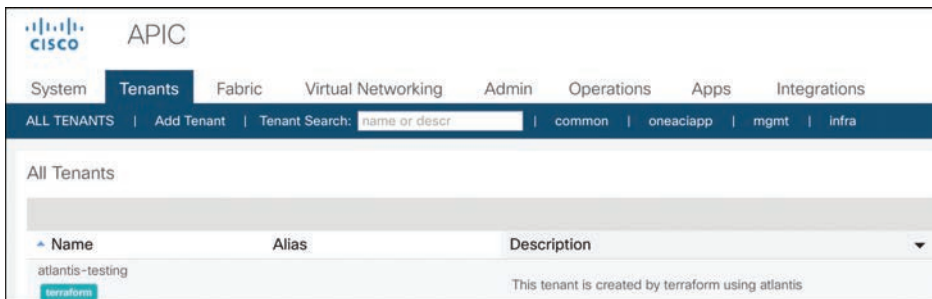 CISCO APIC
System Tenants Fabric Virtual Networking Admin Operations Apps Integrations
ALL TENANTS | Add Tenant | Tenant Search: name or descr | common | oneaciapp | mgmt | infra
All Tenants
Name Alias Description
atlantis-testing
terraform
This tenant is created by terraform using atlantis